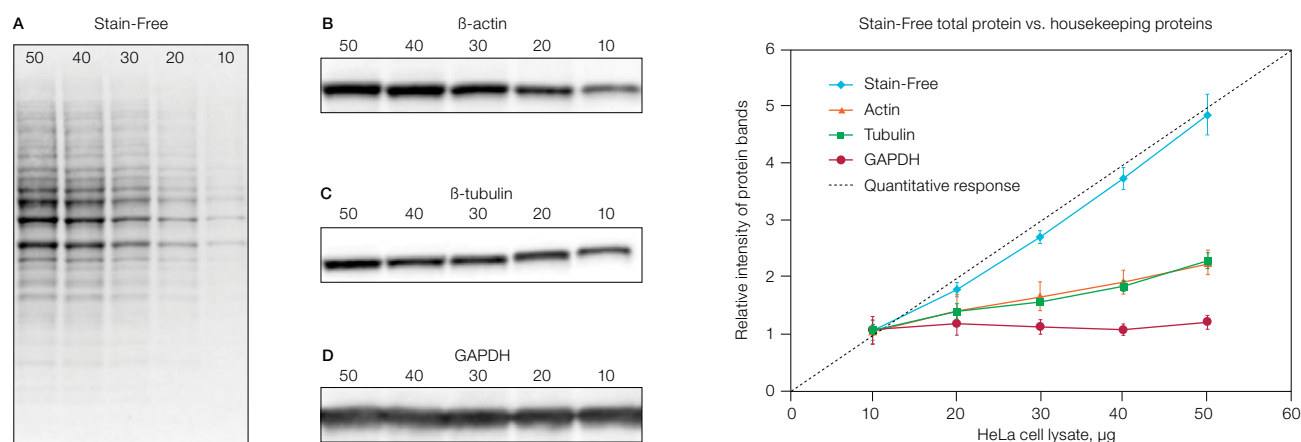 A Stain-Free
50 40 30 20 10
B ß-actin
50 40 30 20 10
C ß-tubulin
50 40 30 20 10
D GAPDH
50 40 30 20 10
Stain-Free total protein vs. housekeeping proteins
Relative intensity of protein bands
6
5
4
3
2
1
0
Stain-Free
Actin
Tubulin
GAPDH
Quantitative response
0 10 20 30 40 50 60
HeLa cell lysate, µg